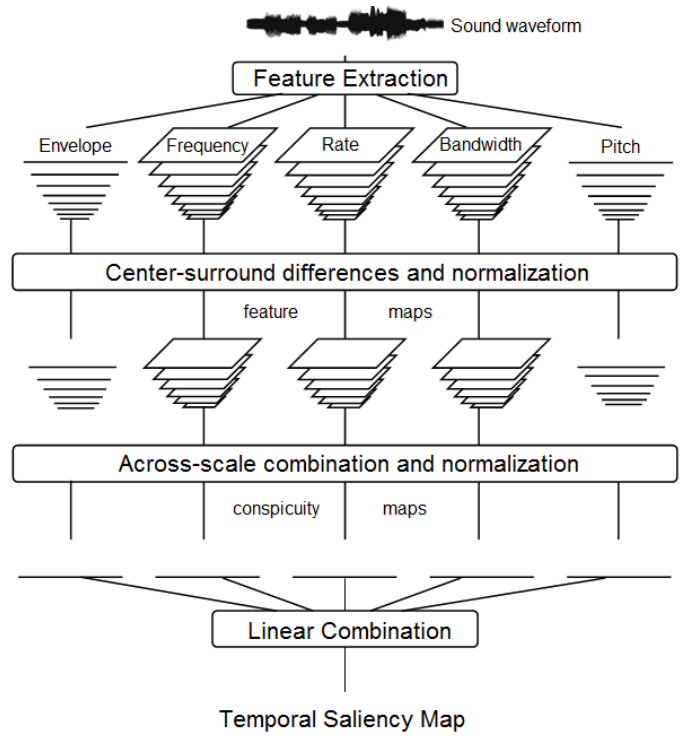 Sound waveform
Feature Extraction
Envelope Frequency Rate Bandwidth Pitch
Center-surround differences and normalization
feature maps
Across-scale combination and normalization
conspicuity maps
Linear Combination
Temporal Saliency Map